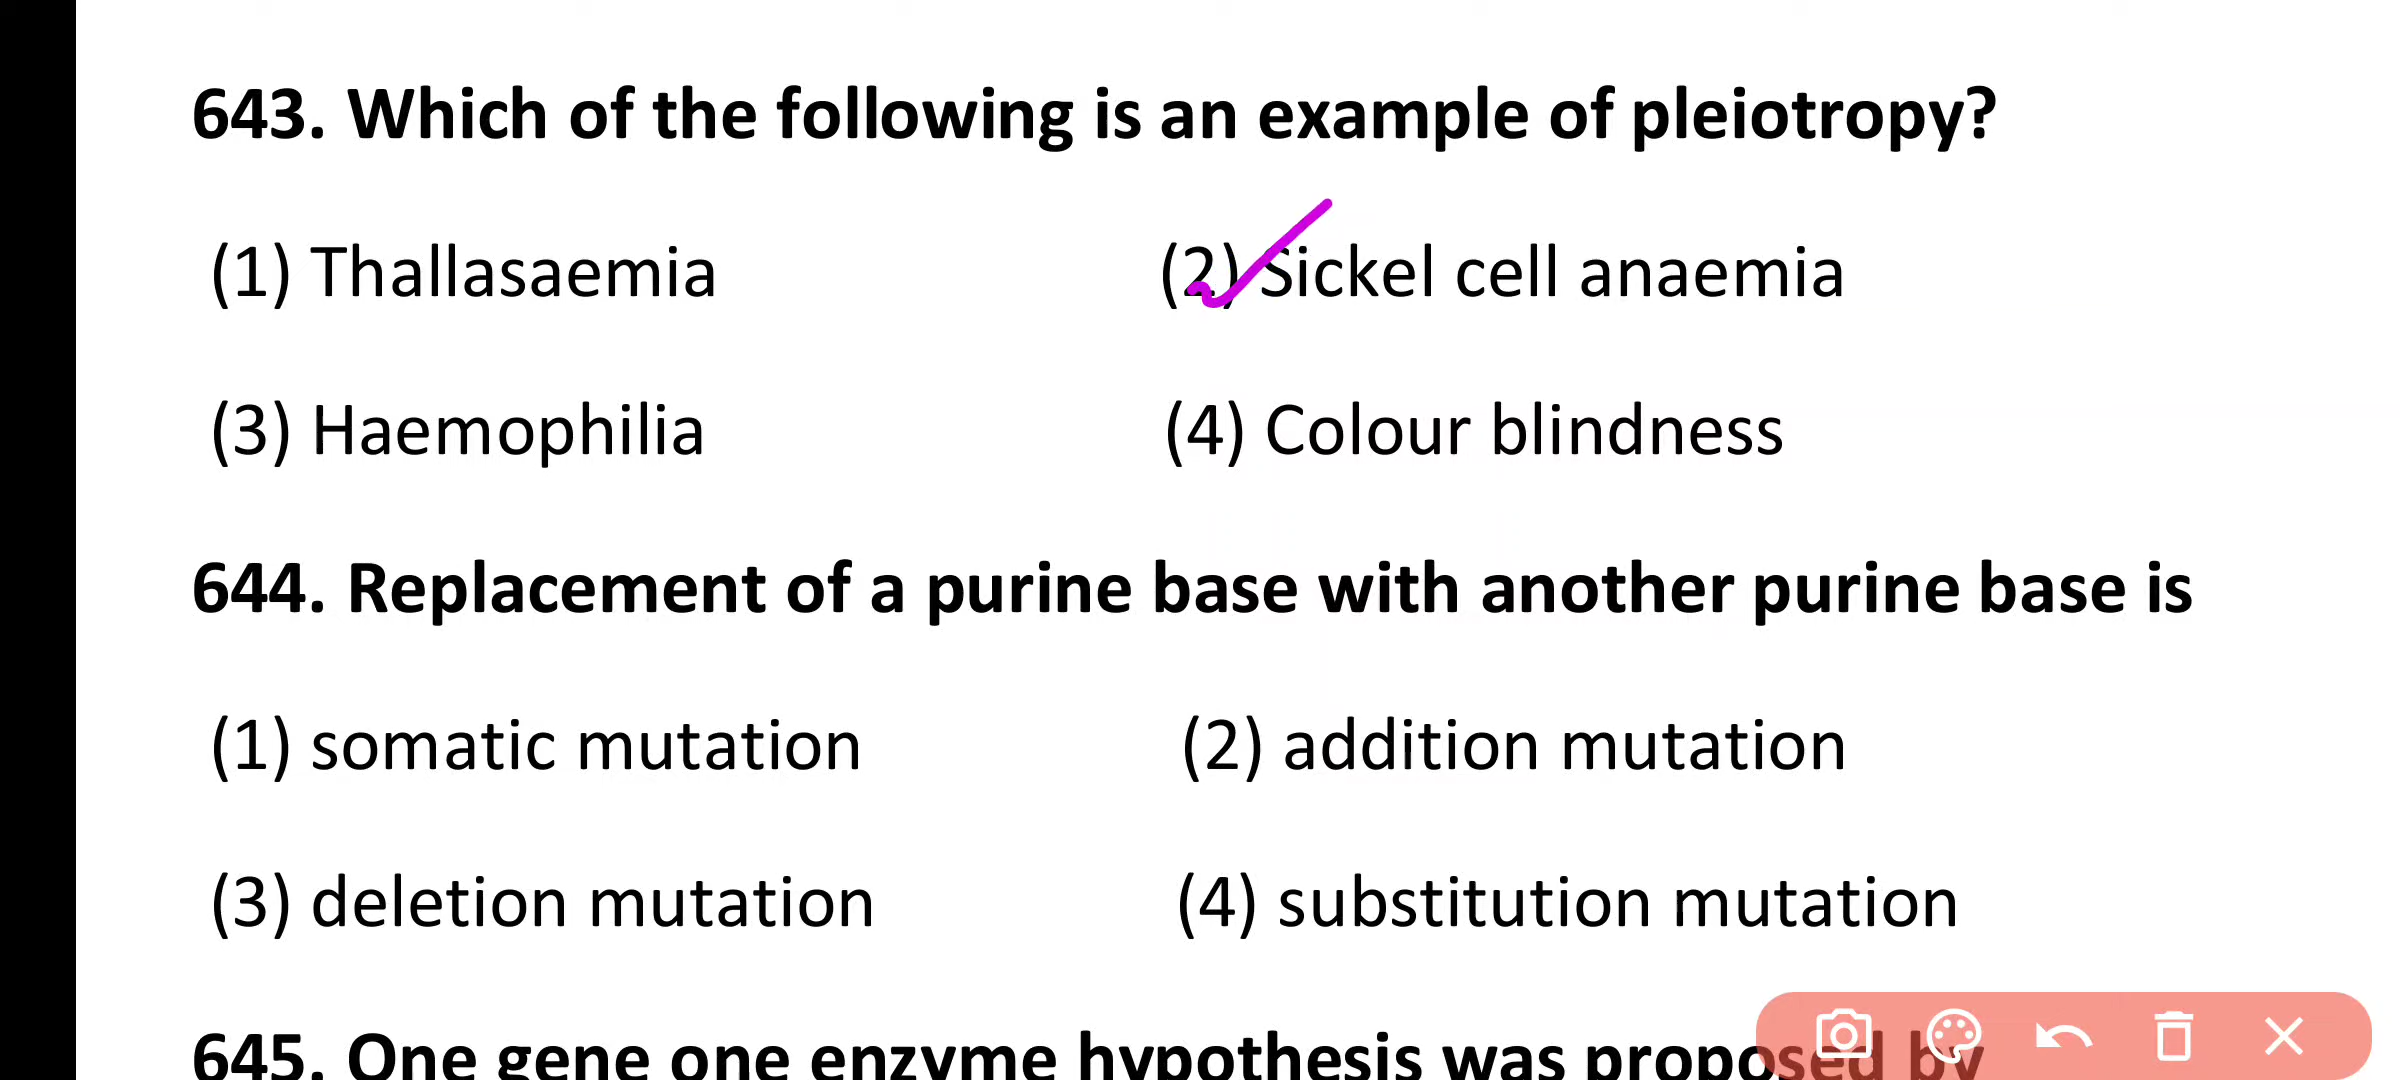 643. Which of the following is an example of pleiotropy?
(1) Thallasaemia (2) Sickel cell anaemia
(3) Haemophilia (4) Colour blindness
644. Replacement of a purine base with another purine base is
(1) somatic mutation (2) addition mutation
(3) deletion mutation (4) substitution mutation
645. One gene one enzyme hypothesis was proposed by